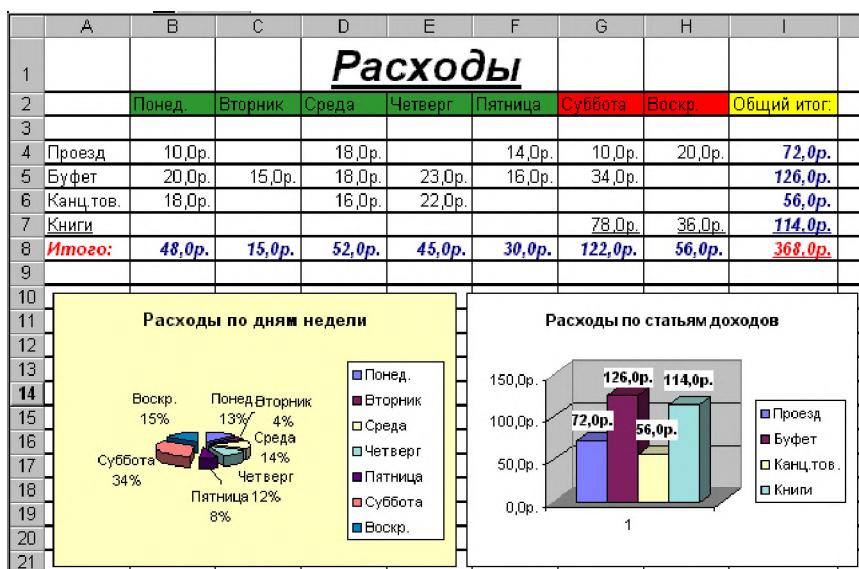 A B C D E F G H I
1 Расходы
2 Понед. Вторник Среда Четверг Пятница Суббота Воскр. Общий итог:
3
4 Проезд 10,0р. 18,0р. 14,0р. 10,0р. 20,0р. 72,0р.
5 Буфет 20,0р. 15,0р. 18,0р. 23,0р. 16,0р. 34,0р. 126,0р.
6 Канц.тов. 18,0р. 16,0р. 22,0р. 56,0р.
7 Книги 78,0р. 36,0р. 114,0р.
8 Итого: 48,0р. 15,0р. 52,0р. 45,0р. 30,0р. 122,0р. 56,0р. 368,0р.
9
10
11
12
13
14
15
16
17
18
19
20
21
Расходы по дням недели
Воскр.
15%
Понед.
13%
Вторник
4%
Среда
14%
Четверг
12%
Пятница
8%
Суббота
34%
Понед.
Вторник
Среда
Четверг
Пятница
Суббота
Воскр.
Расходы по статьям доходов
150,0р.
100,0р.
50,0р.
0,0р.
72,0р.
126,0р.
56,0р.
114,0р.
1
Проезд
Буфет
Канц.тов.
Книги